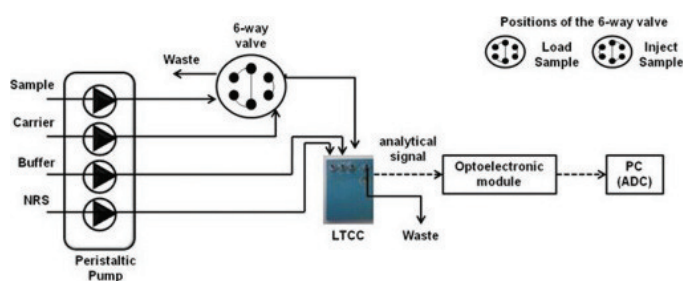 Positions of the 6-way valve
Load
Sample
Inject
Sample
6-way
valve
Waste
Sample
Carrier
Buffer
NRS
Peristaltic
Pump
analytical
signal
LTCC
Waste
Optoelectronic
module
PC
(ADC)